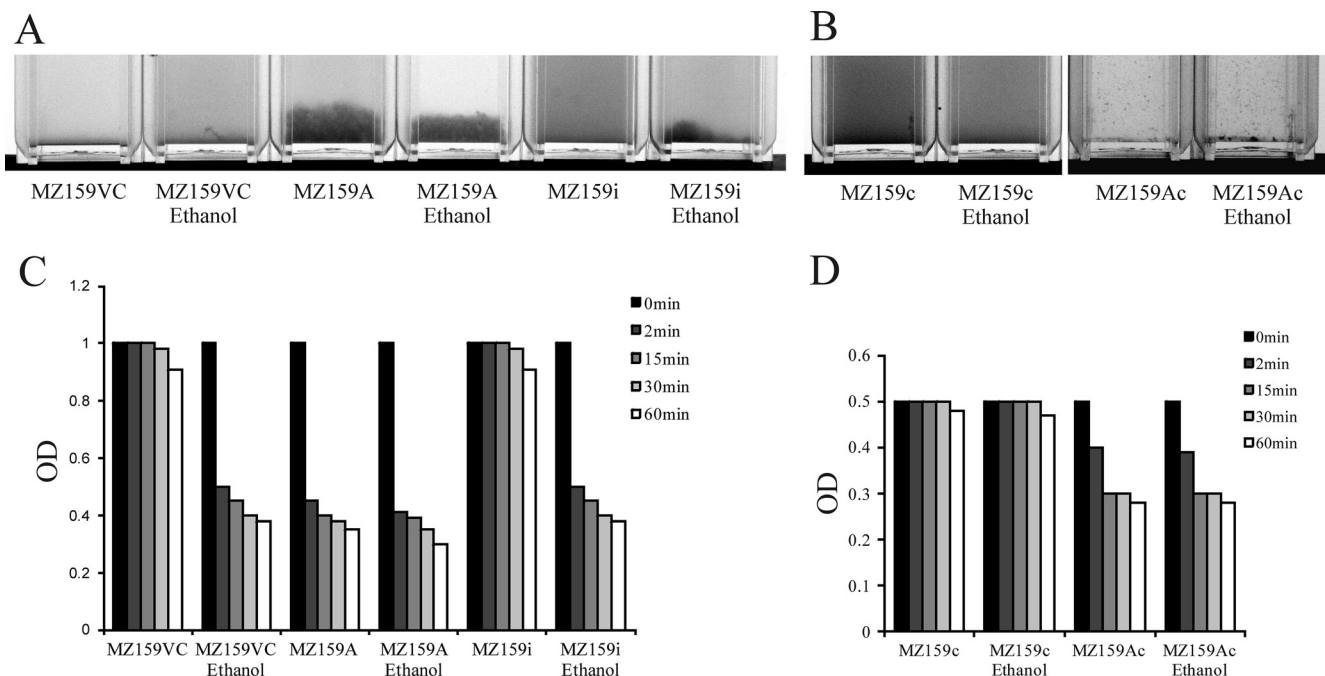 A
B
MZ159VC
MZ159VC
Ethanol
MZ159A
MZ159A
Ethanol
MZ159i
MZ159i
Ethanol
MZ159c
MZ159c
Ethanol
MZ159Ac
MZ159Ac
Ethanol
C
D
OD
1.2
1
0.8
0.6
0.4
0.2
0
0min
2min
15min
30min
60min
MZ159VC
MZ159VC
Ethanol
MZ159A
MZ159A
Ethanol
MZ159i
MZ159i
Ethanol
OD
0.6
0.5
0.4
0.3
0.2
0.1
0
0min
2min
15min
30min
60min
MZ159c
MZ159c
Ethanol
MZ159Ac
MZ159Ac
Ethanol